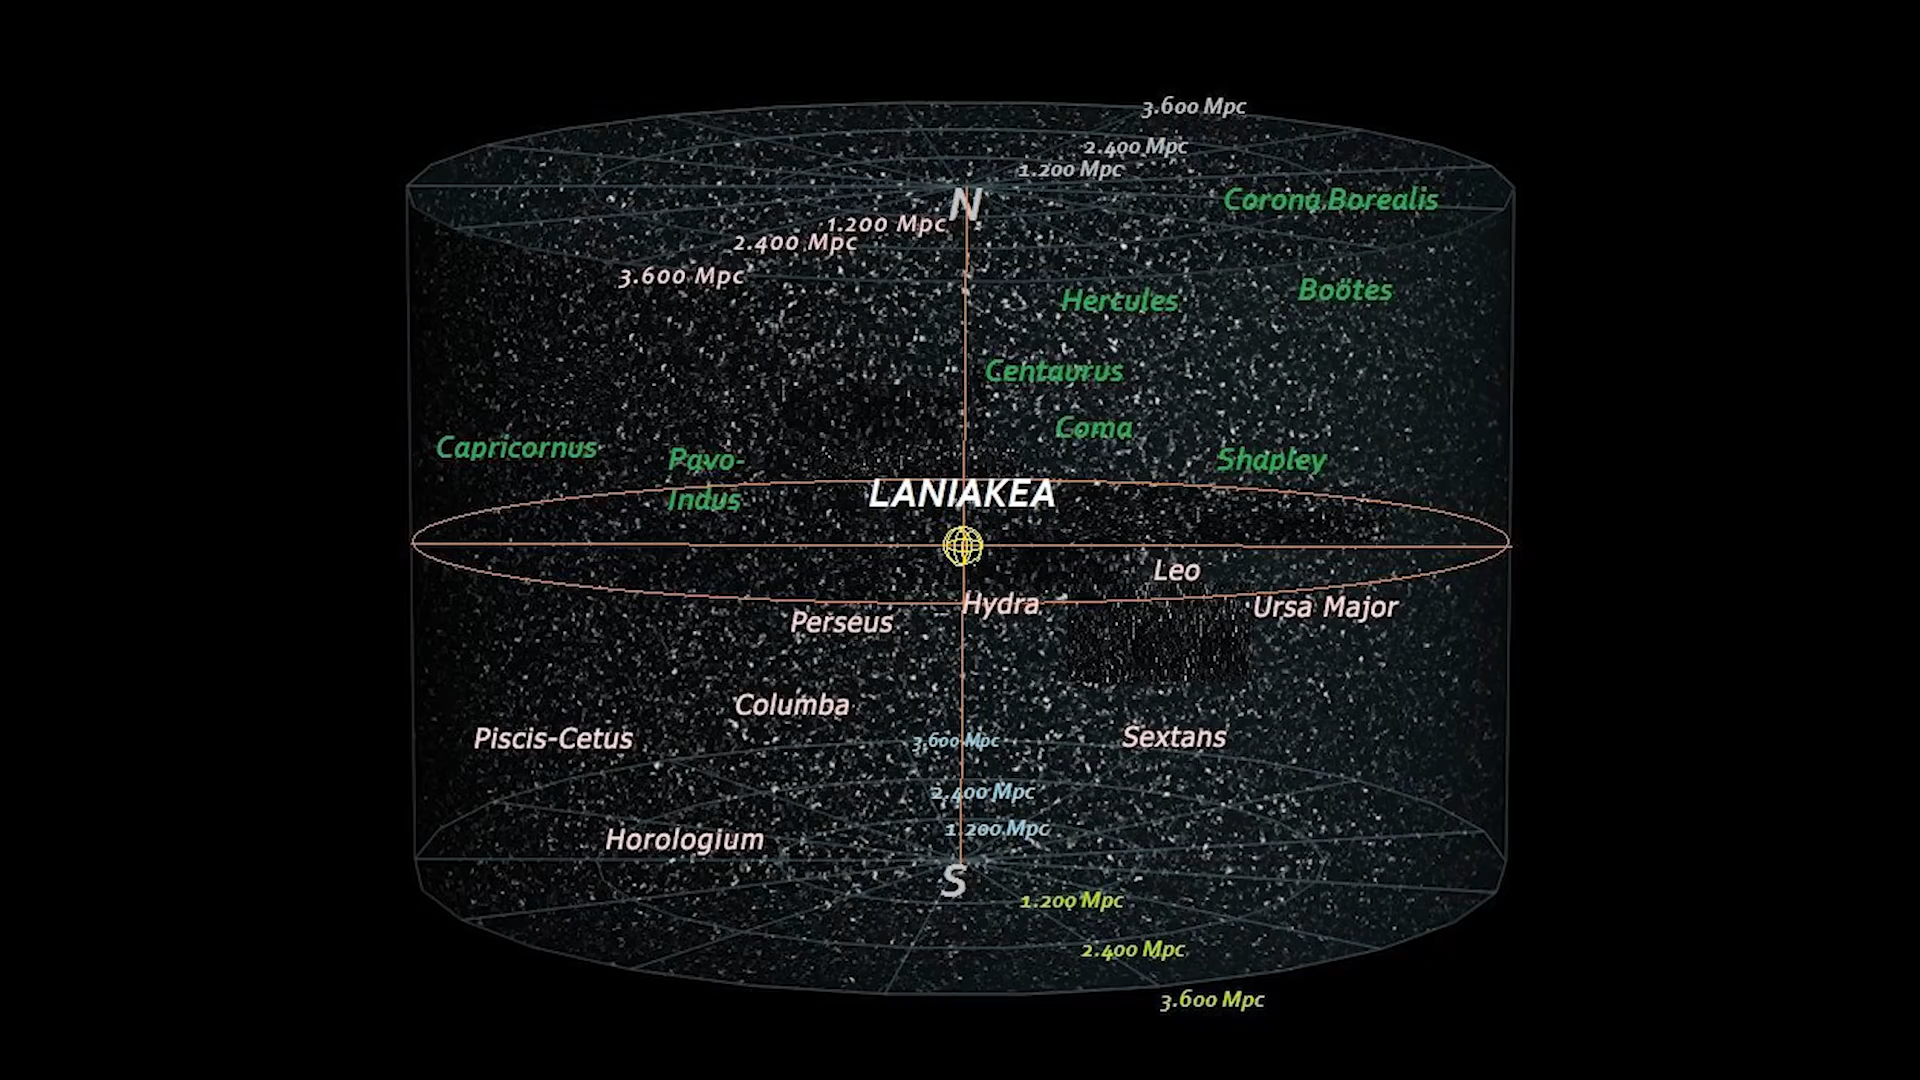 3.600 Mpc
2.400 Mpc
1.200 Mpc
N
Corona Borealis
1.200 Mpc
2.400 Mpc
3.600 Mpc
Hercules
Boötes
Centaurus
Coma
Capricornus
Pavo-
Indus
Shapley
LANIAKEA
Leo
Hydra
Ursa Major
Perseus
Columba
Piscis-Cetus
Sextans
3.600 Mpc
2.400 Mpc
1.200 Mpc
Horologium
S
1.200 Mpc
2.400 Mpc
3.600 Mpc